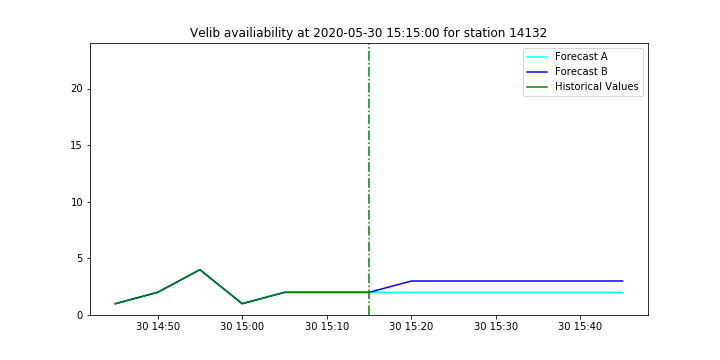 Velib availiability at 2020-05-30 15:15:00 for station 14132
Forecast A
Forecast B
Historical Values
20
15
10
5
0
30 14:50
30 15:00
30 15:10
30 15:20
30 15:30
30 15:40